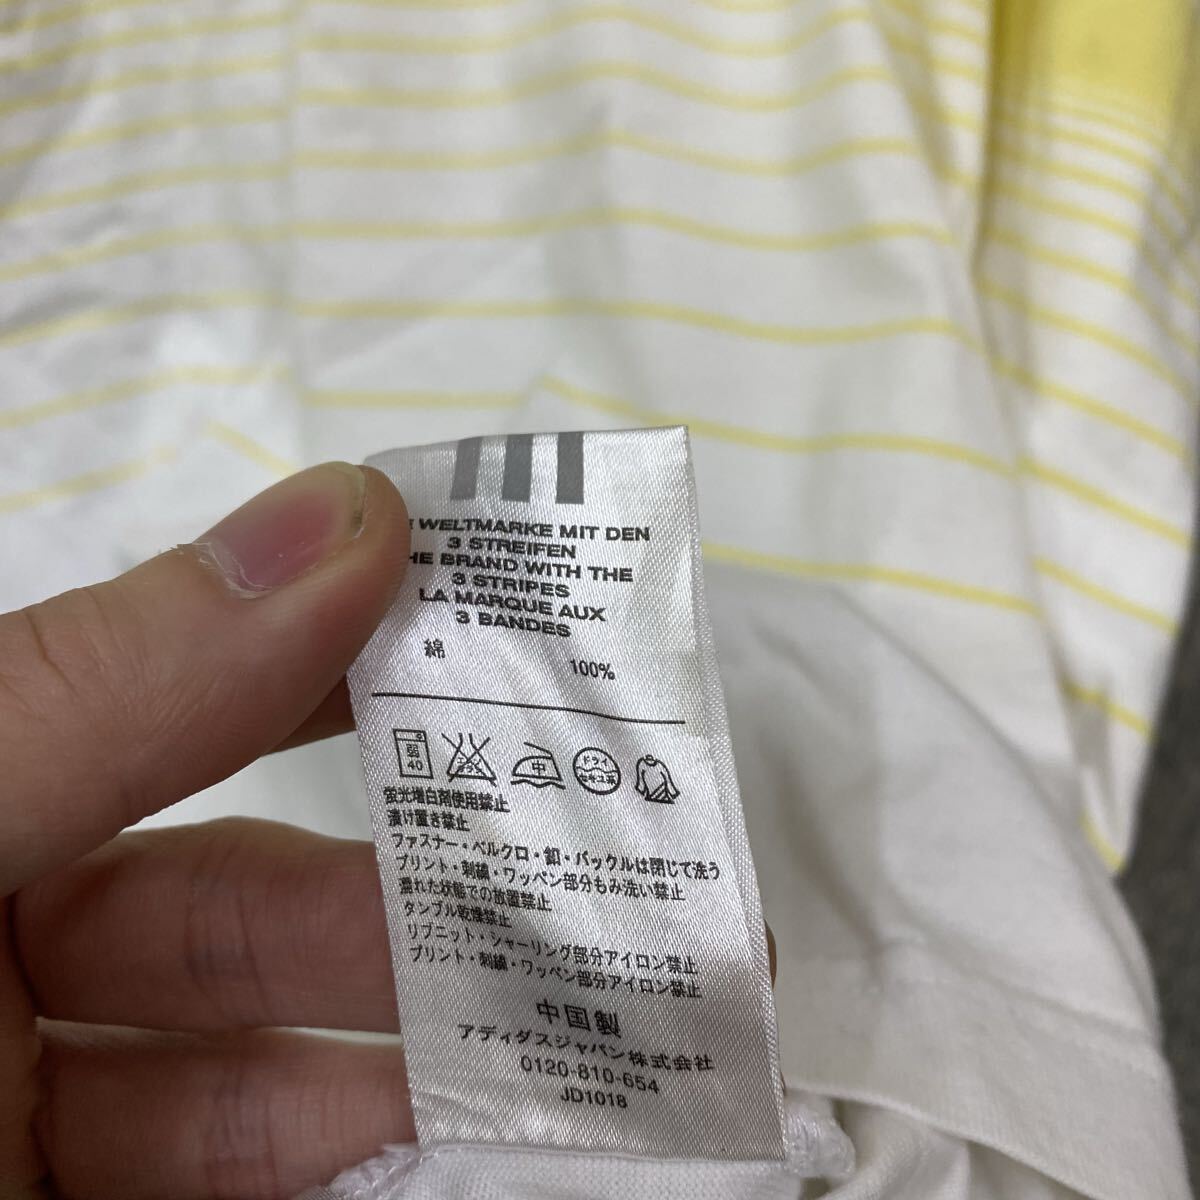 WELTMARKE MIT DEN
3 STREIFEN
THE BRAND WITH THE
3 STRIPES
LA MARQUE AUX
3 BANDES
綿 100%
弱 40 中 ドライ
蛍光増白剤使用禁止
漬け置き禁止
ファスナー・ベルクロ・釦・バックルは閉じて洗う
プリント・刺繍・ワッペン部分もみ洗い禁止
濡れた状態での放置禁止
タンブル乾燥禁止
リブニット・シャーリング部分アイロン禁止
プリント・刺繍・ワッペン部分アイロン禁止
中国製
アディダスジャパン株式会社
0120-810-654
JD1018